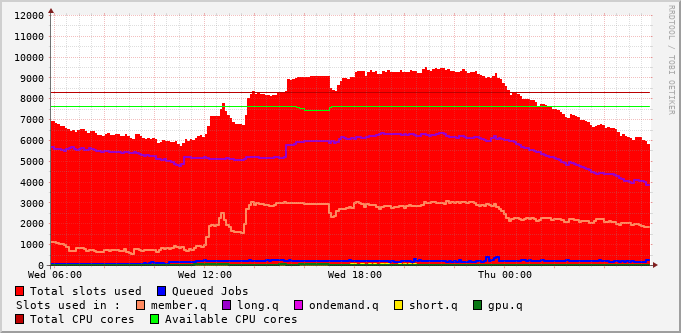 12000
11000
10000
9000
8000
7000
6000
5000
4000
3000
2000
1000
0
Wed 06:00 Wed 12:00 Wed 18:00 Thu 00:00
RRDTOOL / TOBI OETIKER
Total slots used Queued Jobs
Slots used in : member.q long.q ondemand.q short.q gpu.q
Total CPU cores Available CPU cores